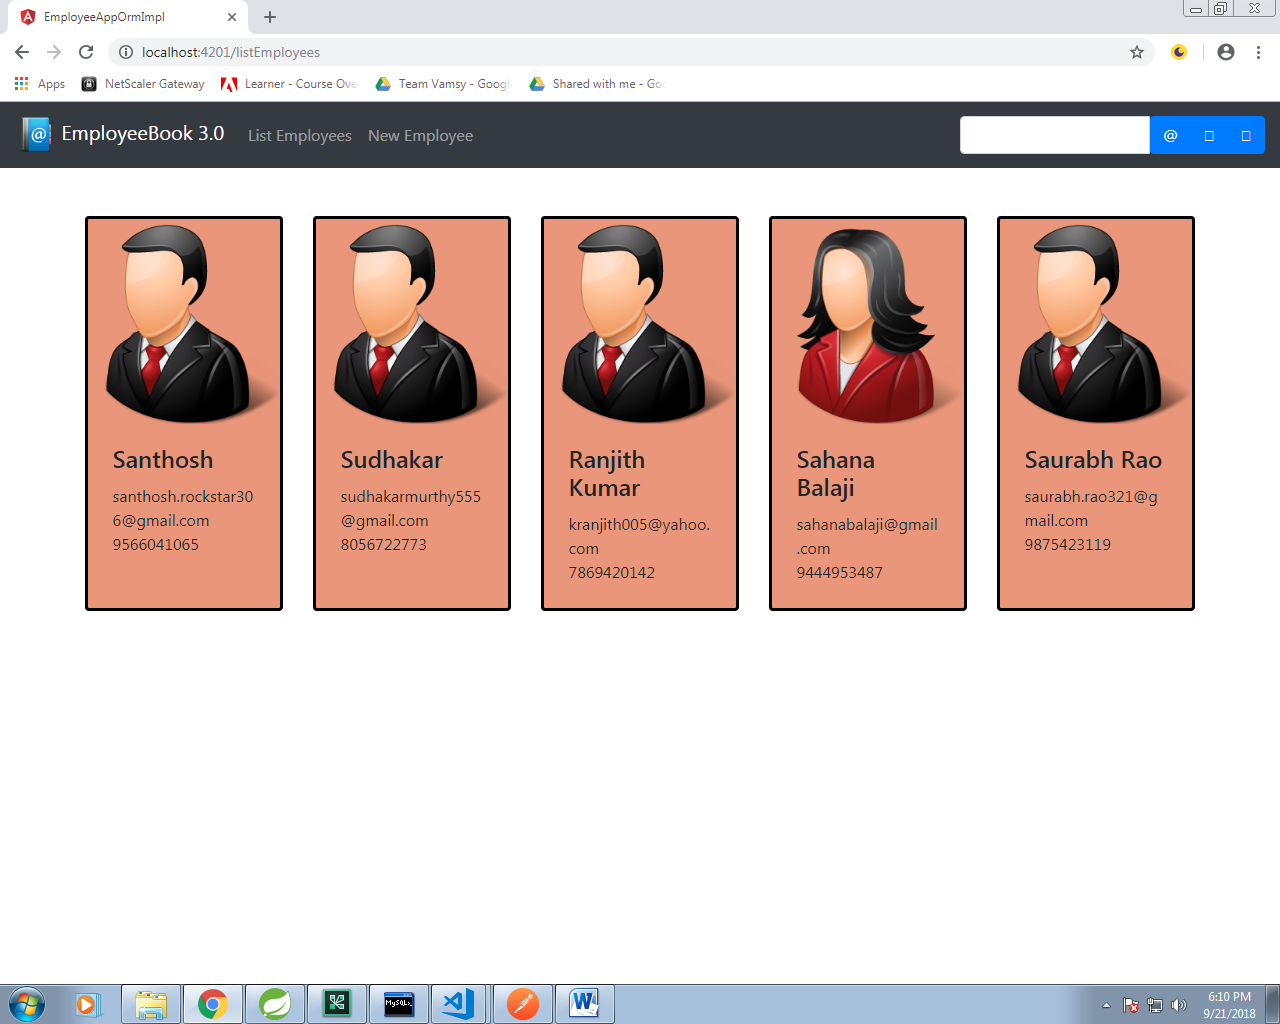 EmployeeAppOrmImpl
localhost:4201/listEmployees
Apps NetScaler Gateway Learner - Course Ove Team Vamsy - Googl Shared with me - Goo
@ EmployeeBook 3.0 List Employees New Employee @
Santhosh
santhosh.rockstar30
6@gmail.com
9566041065
Sudhakar
sudhakarmurthy555
@gmail.com
8056722773
Ranjith
Kumar
kranjith005@yahoo.
com
7869420142
Sahana
Balaji
sahanabalaji@gmail
.com
9444953487
Saurabh Rao
saurabh.rao321@g
mail.com
9875423119
MySQL>
W
6:10 PM
9/21/2018